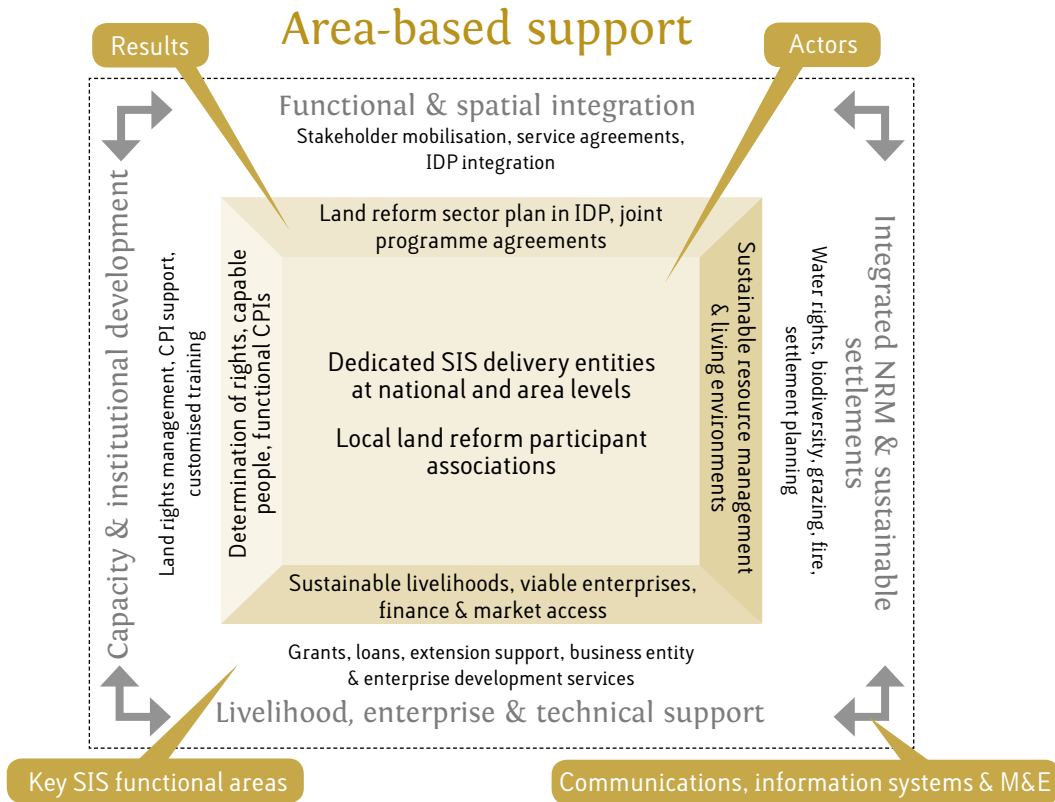 Area-based support
Results
Actors
Functional & spatial integration
Stakeholder mobilisation, service agreements,
IDP integration
Land reform sector plan in IDP, joint
programme agreements
Capacity & institutional development
Land rights management, CPI support,
customised training
Determination of rights, capable
people, functional CPIs
Dedicated SIS delivery entities
at national and area levels
Local land reform participant
associations
Sustainable resource management
& living environments
Water rights, biodiversity, grazing, fire,
settlement planning
Integrated NRM & sustainable
settlements
Sustainable livelihoods, viable enterprises,
finance & market access
Grants, loans, extension support, business entity
& enterprise development services
Livelihood, enterprise & technical support
Key SIS functional areas
Communications, information systems & M&E